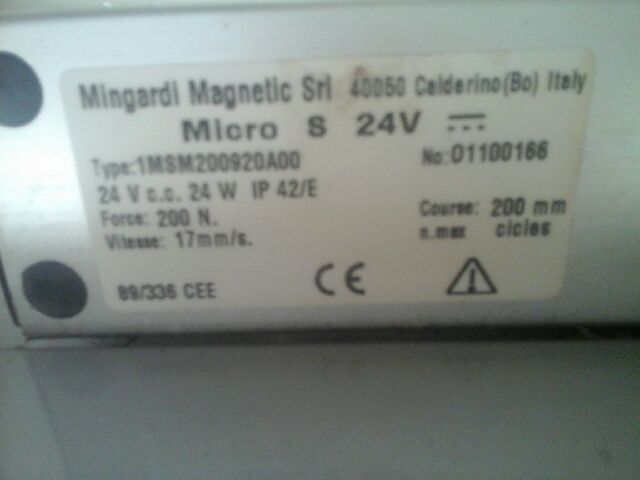 Mingardi Magnetic Srl 40050 Calderino (Bo) Italy
Micro S 24V
Type: 1MSM200920A00 No: 01100166
24 V c.c. 24 W IP 42/E
Force: 200 N. Course: 200 mm
Vitesse: 17mm/s. n.max cicles
89/336 CEE CE